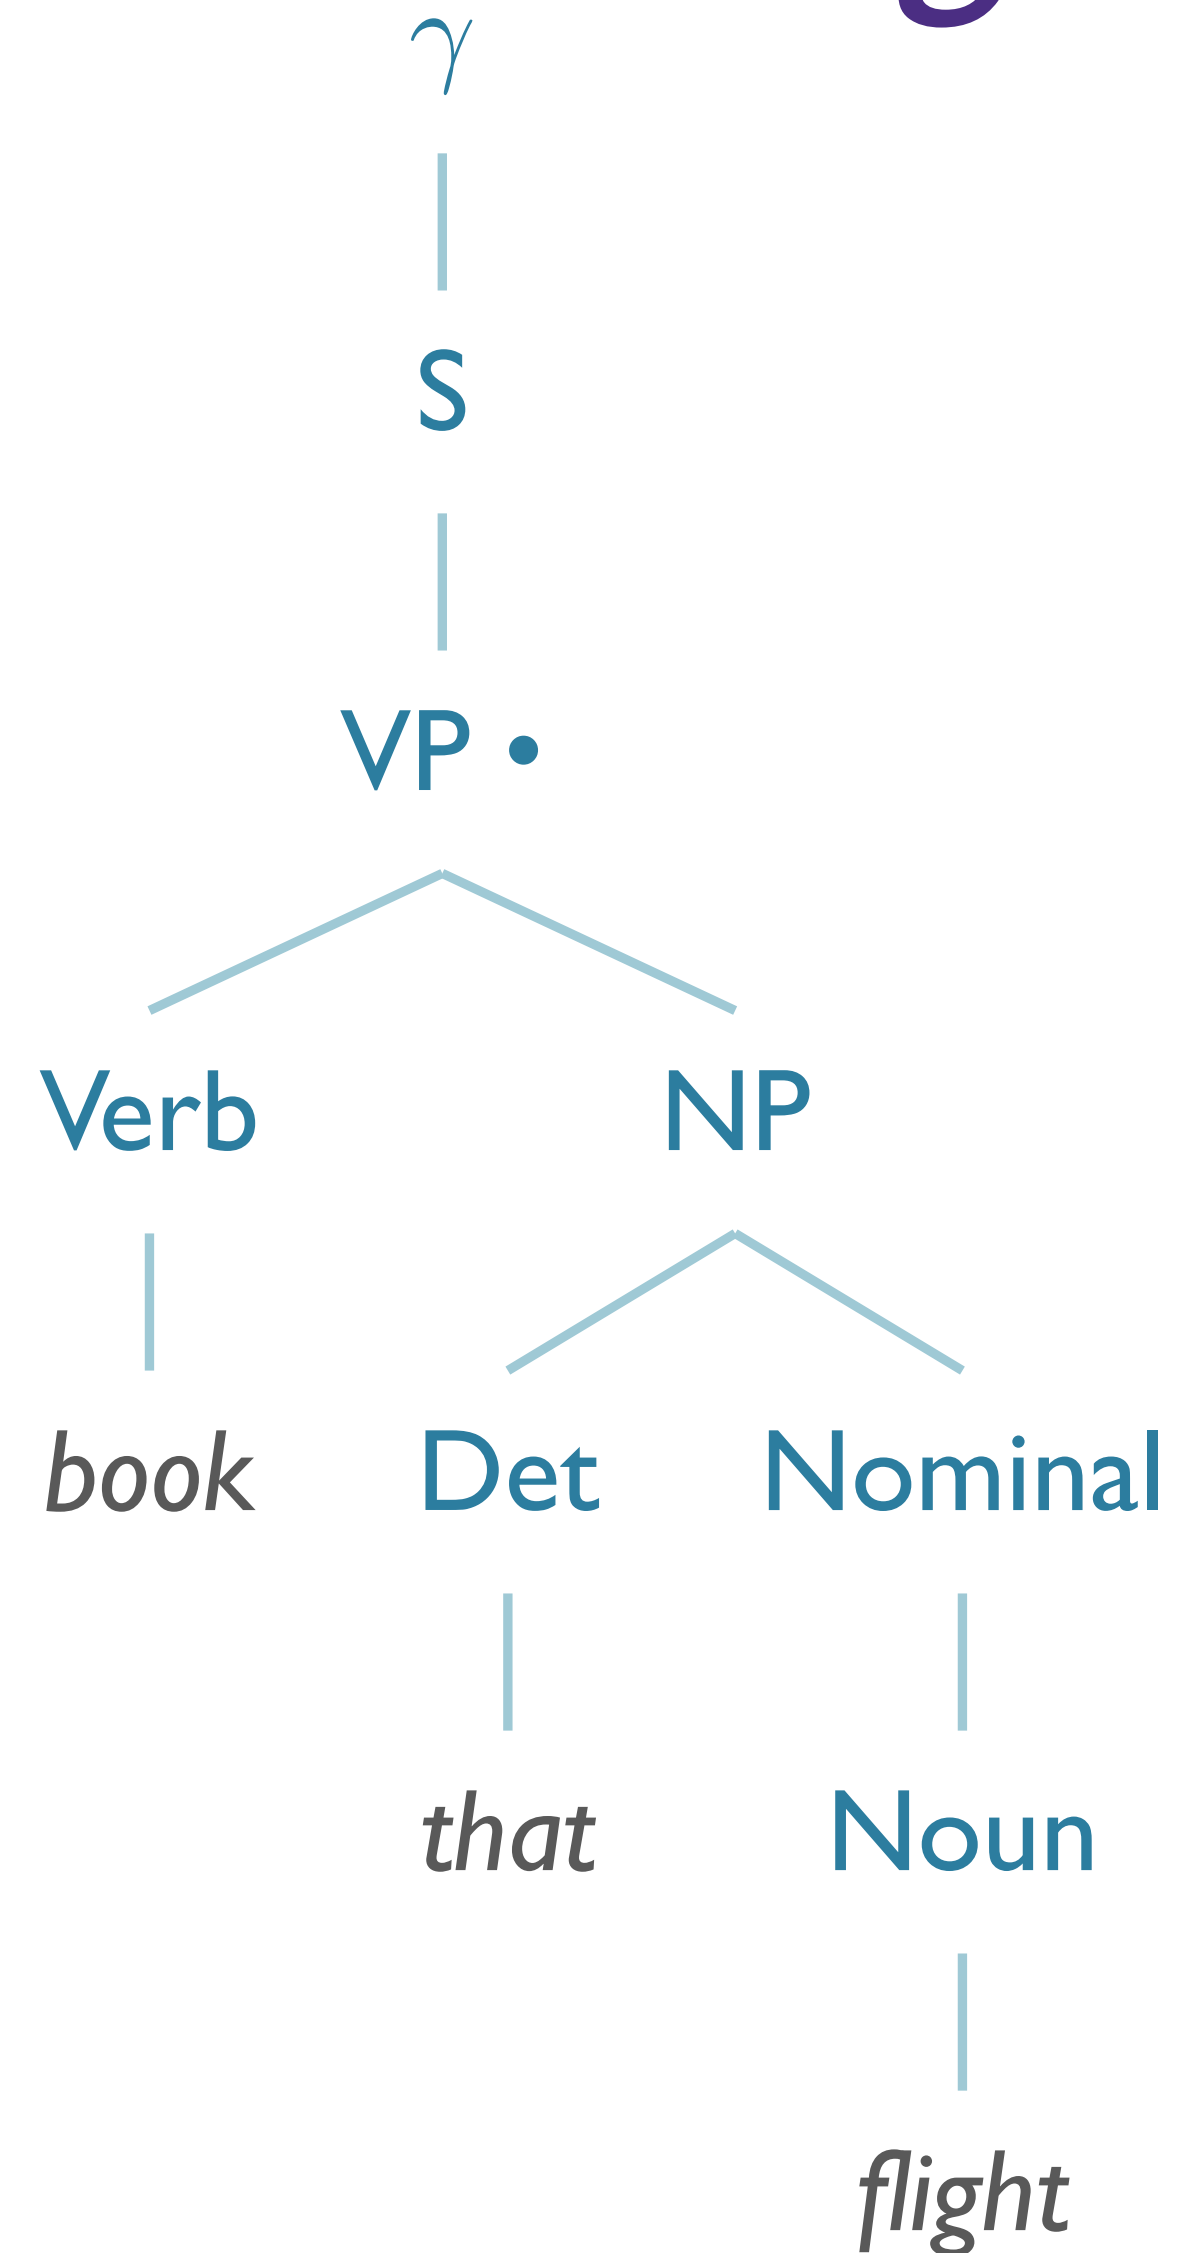 γ
S
VP •
Verb NP
book Det Nominal
that Noun
flight